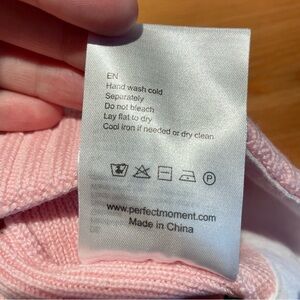 EN
Hand wash cold
Separately
Do not bleach
Lay flat to dry
Cool iron if needed or dry clean
P
www.perfectmoment.com
Made in China